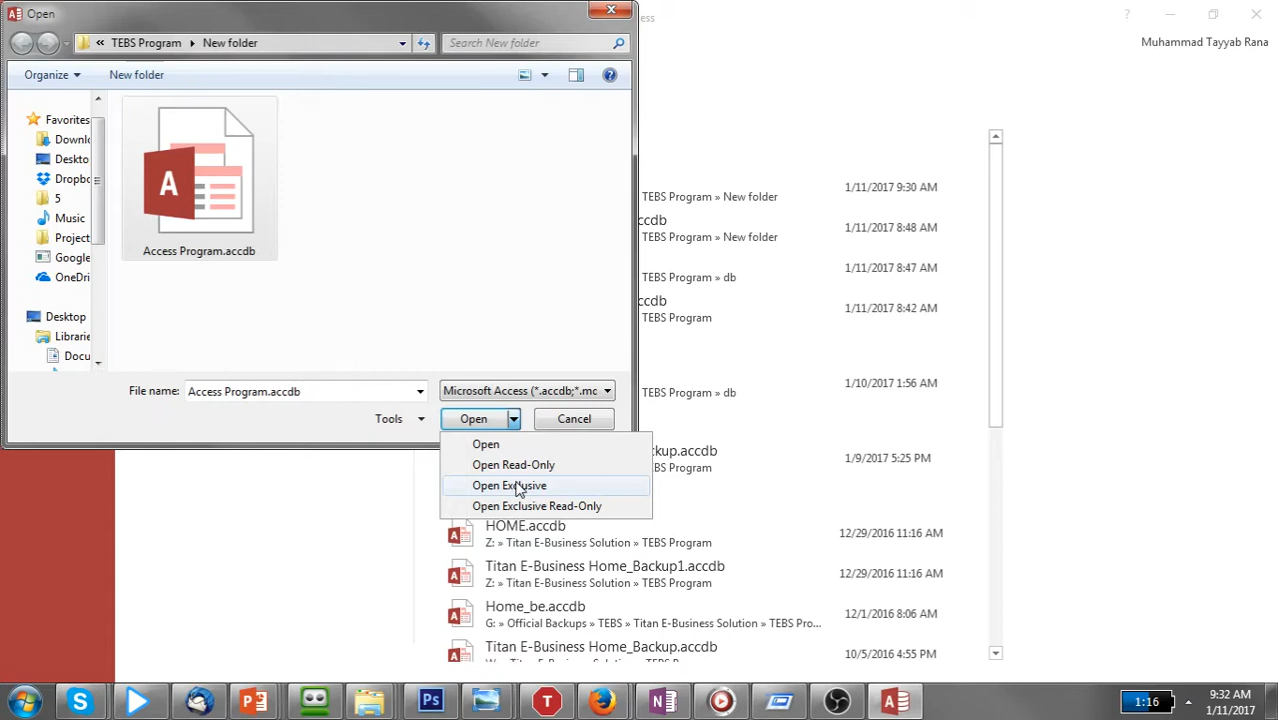 Open
ess
Muhammad Tayyab Rana
« TEBS Program New folder
Search New folder
Organize
New folder
Favorites
Downlo
Deskto
Dropbo
5
Music
Project
Google
OneDri
Desktop
Librarie
Docu
A
Access Program.accdb
1/11/2017 9:30 AM
TEBS Program » New folder
ccdb
1/11/2017 8:48 AM
TEBS Program » New folder
1/11/2017 8:47 AM
TEBS Program » db
ccdb
1/11/2017 8:42 AM
TEBS Program
1/10/2017 1:56 AM
TEBS Program » db
File name:
Access Program.accdb
Microsoft Access (*.accdb;*.mc
Tools
Open
Cancel
Open
Open Read-Only
Open Exclusive
Open Exclusive Read-Only
kup.accdb
1/9/2017 5:25 PM
TEBS Program
HOME.accdb
12/29/2016 11:16 AM
Z: » Titan E-Business Solution » TEBS Program
Titan E-Business Home_Backup1.accdb
12/29/2016 11:16 AM
Z: » Titan E-Business Solution » TEBS Program
Home_be.accdb
12/1/2016 8:06 AM
G: » Official Backups » TEBS » Titan E-Business Solution » TEBS Pro...
Titan E-Business Home_Backup.accdb
10/5/2016 4:55 PM
1:16
9:32 AM
1/11/2017